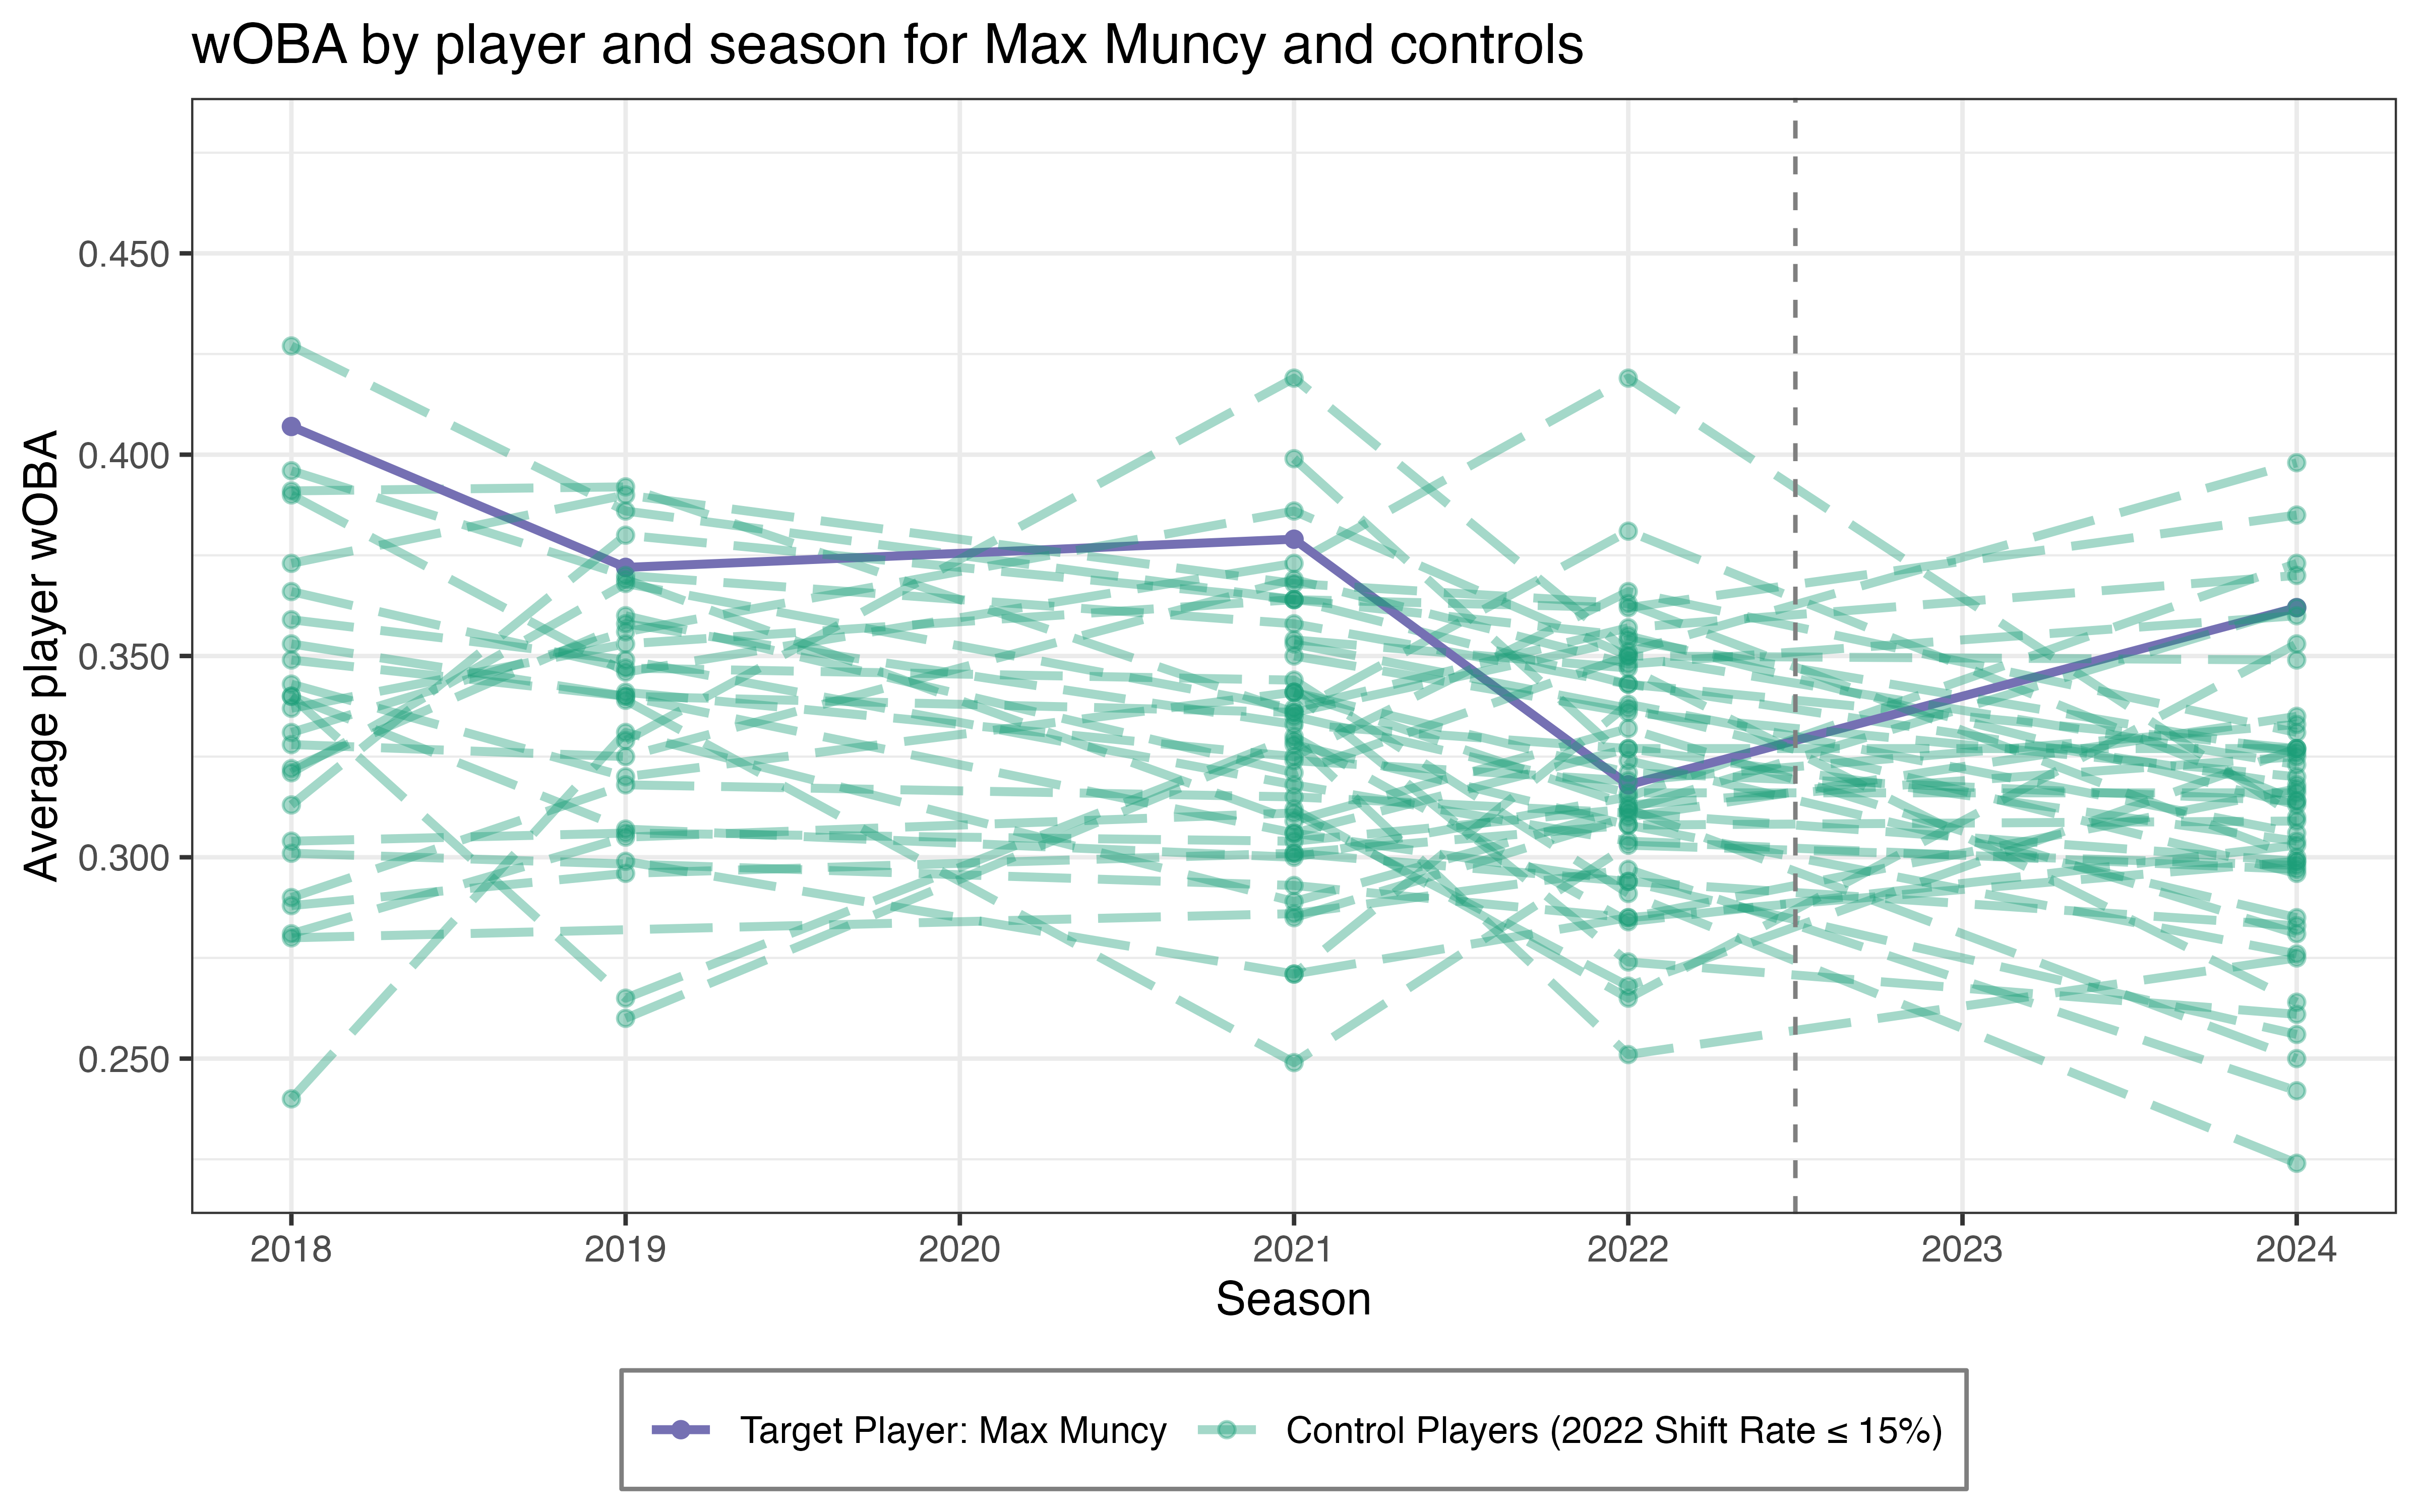 wOBA by player and season for Max Muncy and controls
Average player wOBA
0.450
0.400
0.350
0.300
0.250
2018 2019 2020 2021 2022 2023 2024
Season
Target Player: Max Muncy Control Players (2022 Shift Rate ≤ 15%)